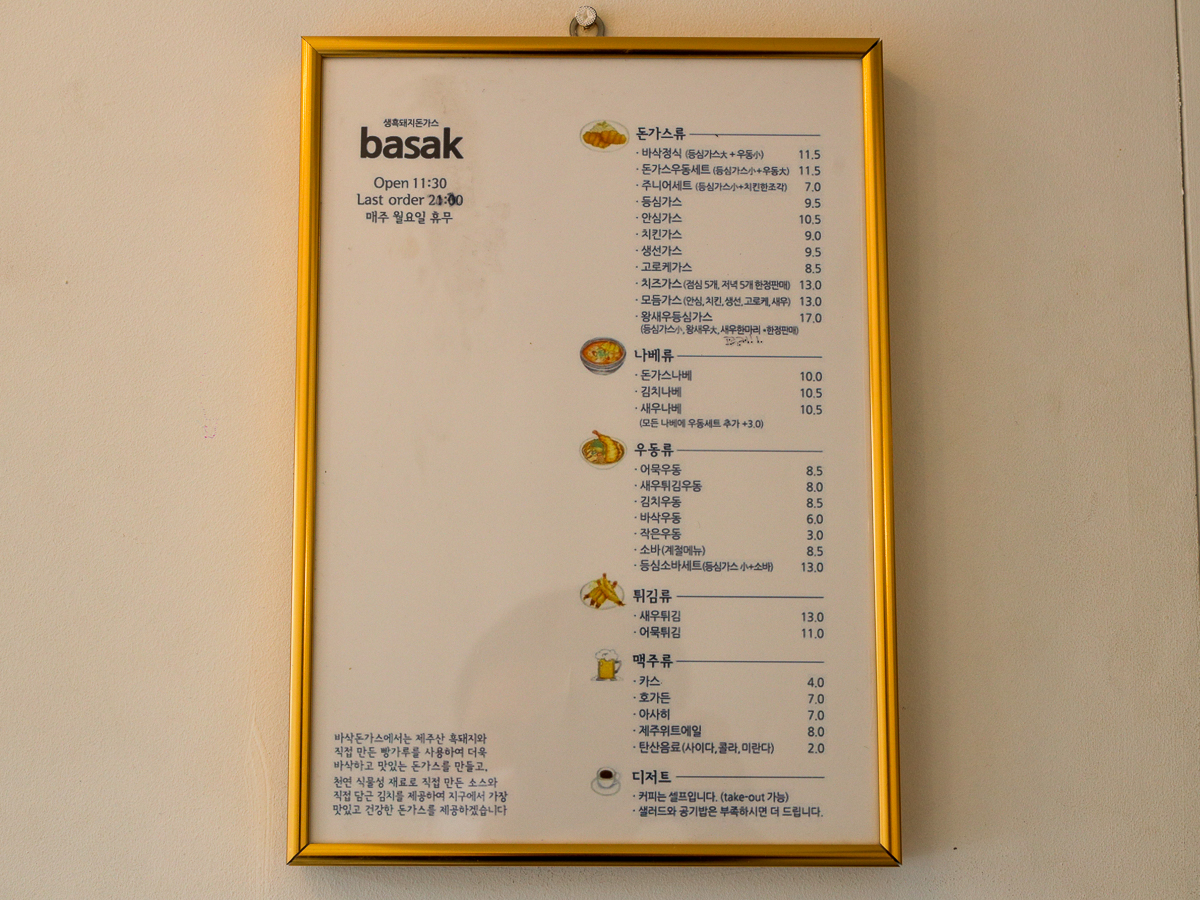 생흑돼지돈가스
basak
Open 11:30
Last order
매주 월요일 휴무
돈가스류
· 바삭정식 (등심가스大 + 우동小) 11.5
· 돈가스우동세트 (등심가스小+우동大) 11.5
· 주니어세트 (등심가스小+치킨한조각) 7.0
· 등심가스 9.5
· 안심가스 10.5
· 치킨가스 9.0
· 생선가스 9.5
· 고로케가스 8.5
· 치즈가스 (점심 5개, 저녁 5개 한정판매) 13.0
· 모듬가스 (안심, 치킨, 생선, 고로케, 새우) 13.0
· 왕새우등심가스 17.0
(등심가스小, 왕새우大, 새우한마리 •한정판매)
나베류
· 돈가스나베 10.0
· 김치나베 10.5
· 새우나베 10.5
(모든 나베에 우동세트 추가 +3.0)
우동류
· 어묵우동 8.5
· 새우튀김우동 8.0
· 김치우동 8.5
· 바삭우동 6.0
· 작은우동 3.0
· 소바(계절메뉴) 8.5
· 등심소바세트(등심가스 小+소바) 13.0
튀김류
· 새우튀김 13.0
· 어묵튀김 11.0
맥주류
· 카스 4.0
· 호가든 7.0
· 아사히 7.0
· 제주위트에일 8.0
· 탄산음료(사이다, 콜라, 미란다) 2.0
디저트
· 커피는 셀프입니다. (take-out 가능)
· 샐러드와 공기밥은 부족하시면 더 드립니다.
바삭돈가스에서는 제주산 흑돼지와
직접 만든 빵가루를 사용하여 더욱
바삭하고 맛있는 돈가스를 만들고,
천연 식물성 재료로 직접 만든 소스와
직접 담근 김치를 제공하여 지구에서 가장
맛있고 건강한 돈가스를 제공하겠습니다